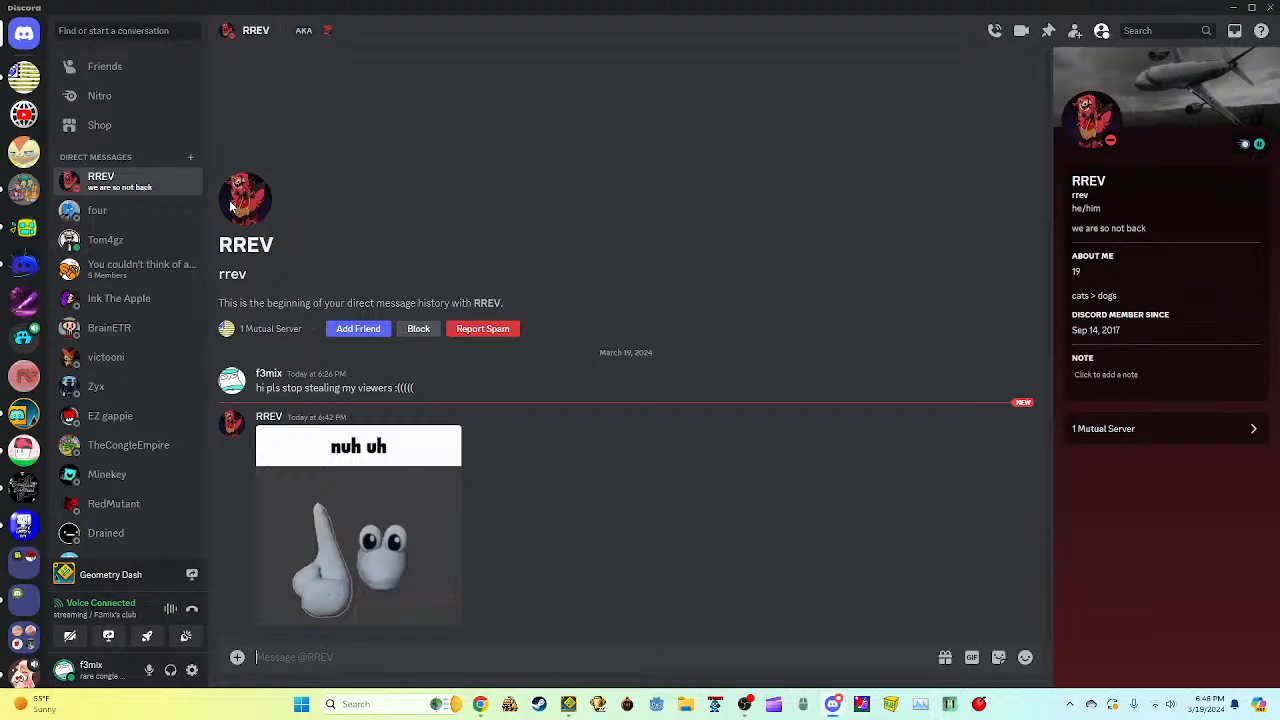 Discord
Find or start a conversation
RREV
AKA
Search
Friends
Nitro
Shop
DIRECT MESSAGES
RREV
we are so not back
four
Tom4gz
You couldn't think of a...
5 Members
Ink The Apple
BrainETR
victooni
Zyx
EZ gappie
TheCongleEmpire
Minekey
RedMutant
Drained
Geometry Dash
Voice Connected
streaming / F3mix's club
f3mix
rare congle ...
RREV
rrev
This is the beginning of your direct message history with RREV.
1 Mutual Server
Add Friend
Block
Report Spam
March 19, 2024
f3mix Today at 6:26 PM
hi pls stop stealing my viewers :(((((
NEW
RREV Today at 6:42 PM
nuh uh
Message @RREV
GIF
RREV
rrev
he/him
we are so not back
ABOUT ME
19
cats > dogs
DISCORD MEMBER SINCE
Sep 14, 2017
NOTE
Click to add a note
1 Mutual Server
55°F
Sunny
Search
6:46 PM
3/19/2024